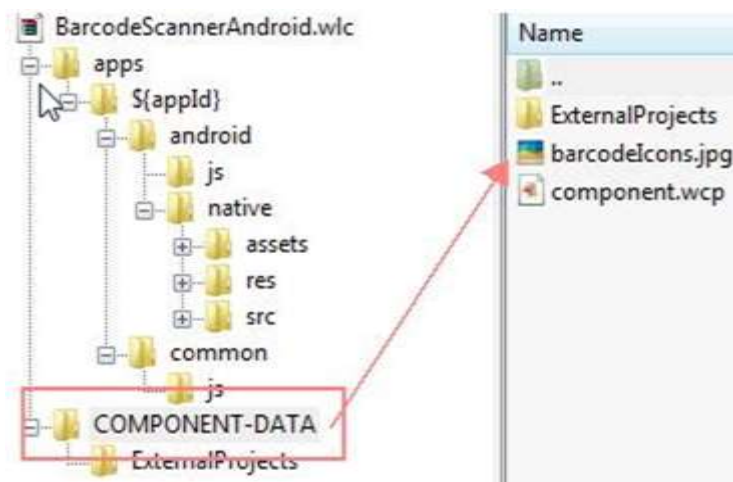 BarcodeScannerAndroid.wlc
apps
${appId}
android
js
native
assets
res
src
common
js
COMPONENT-DATA
ExternalProjects
Name
..
ExternalProjects
barcodeIcons.jpg
component.wcp